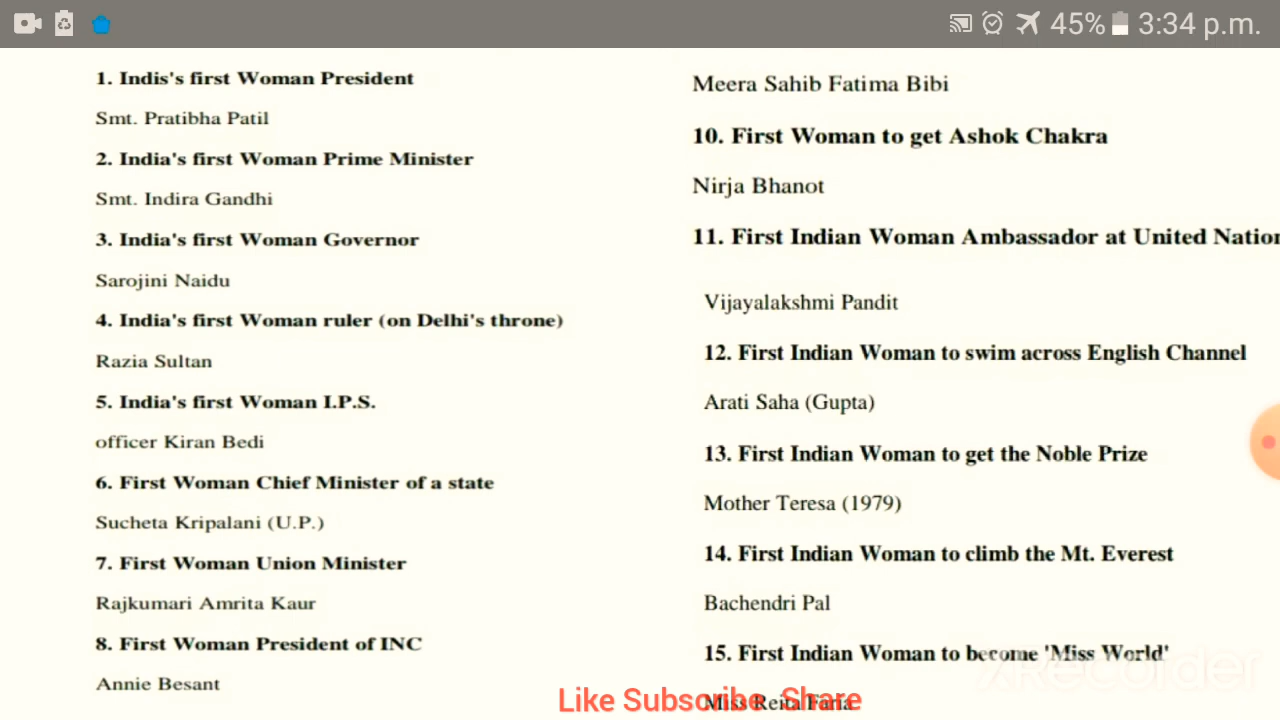 45% 3:34 p.m.
1. Indis's first Woman President
Smt. Pratibha Patil
2. India's first Woman Prime Minister
Smt. Indira Gandhi
3. India's first Woman Governor
Sarojini Naidu
4. India's first Woman ruler (on Delhi's throne)
Razia Sultan
5. India's first Woman I.P.S.
officer Kiran Bedi
6. First Woman Chief Minister of a state
Sucheta Kripalani (U.P.)
7. First Woman Union Minister
Rajkumari Amrita Kaur
8. First Woman President of INC
Annie Besant
Meera Sahib Fatima Bibi
10. First Woman to get Ashok Chakra
Nirja Bhanot
11. First Indian Woman Ambassador at United Nation
Vijayalakshmi Pandit
12. First Indian Woman to swim across English Channel
Arati Saha (Gupta)
13. First Indian Woman to get the Noble Prize
Mother Teresa (1979)
14. First Indian Woman to climb the Mt. Everest
Bachendri Pal
15. First Indian Woman to become 'Miss World'
Miss Reita Faria
Like Subscribe Share
XRecorder